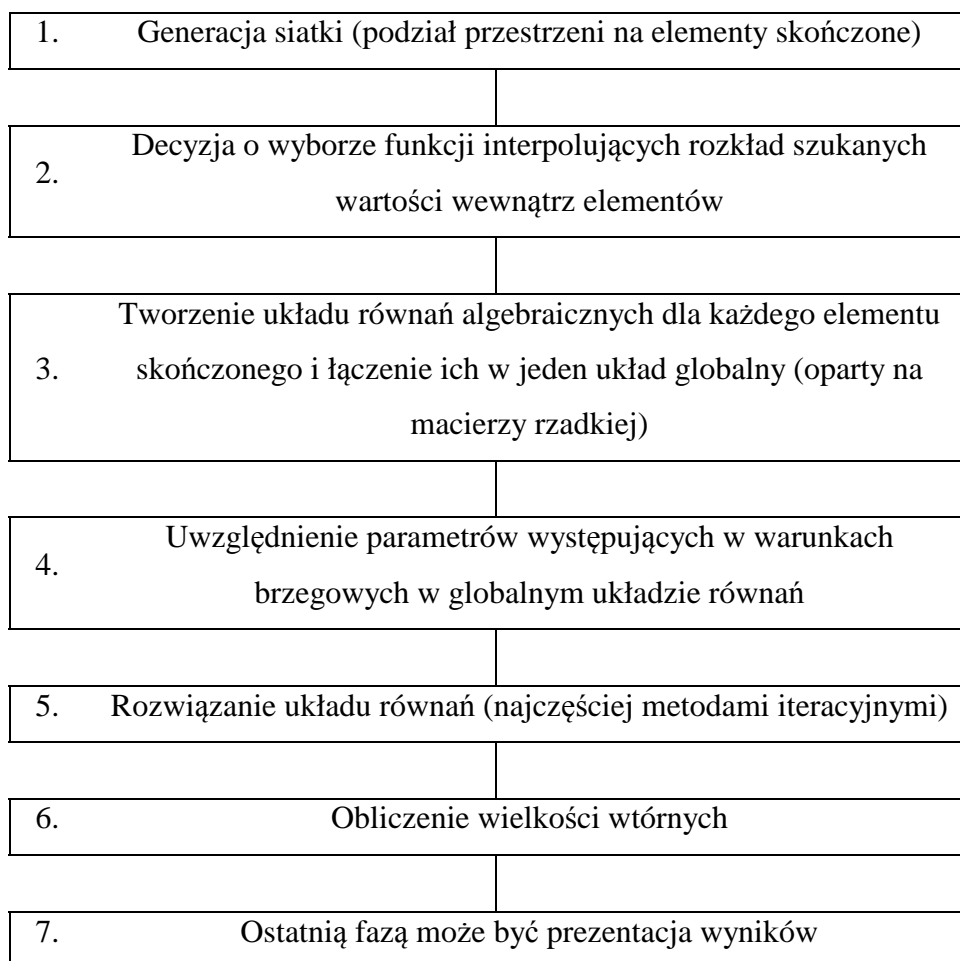 1. Generacja siatki (podział przestrzeni na elementy skończone)
Decyzja o wyborze funkcji interpolujących rozkład szukanych
2.
wartości wewnątrz elementów
Tworzenie układu równań algebraicznych dla każdego elementu
3. skończonego i łączenie ich w jeden układ globalny (oparty na
macierzy rzadkiej)
Uwzględnienie parametrów występujących w warunkach
4.
brzegowych w globalnym układzie równań
5. Rozwiązanie układu równań (najczęściej metodami iteracyjnymi)
6. Obliczenie wielkości wtórnych
7. Ostatnią fazą może być prezentacja wyników